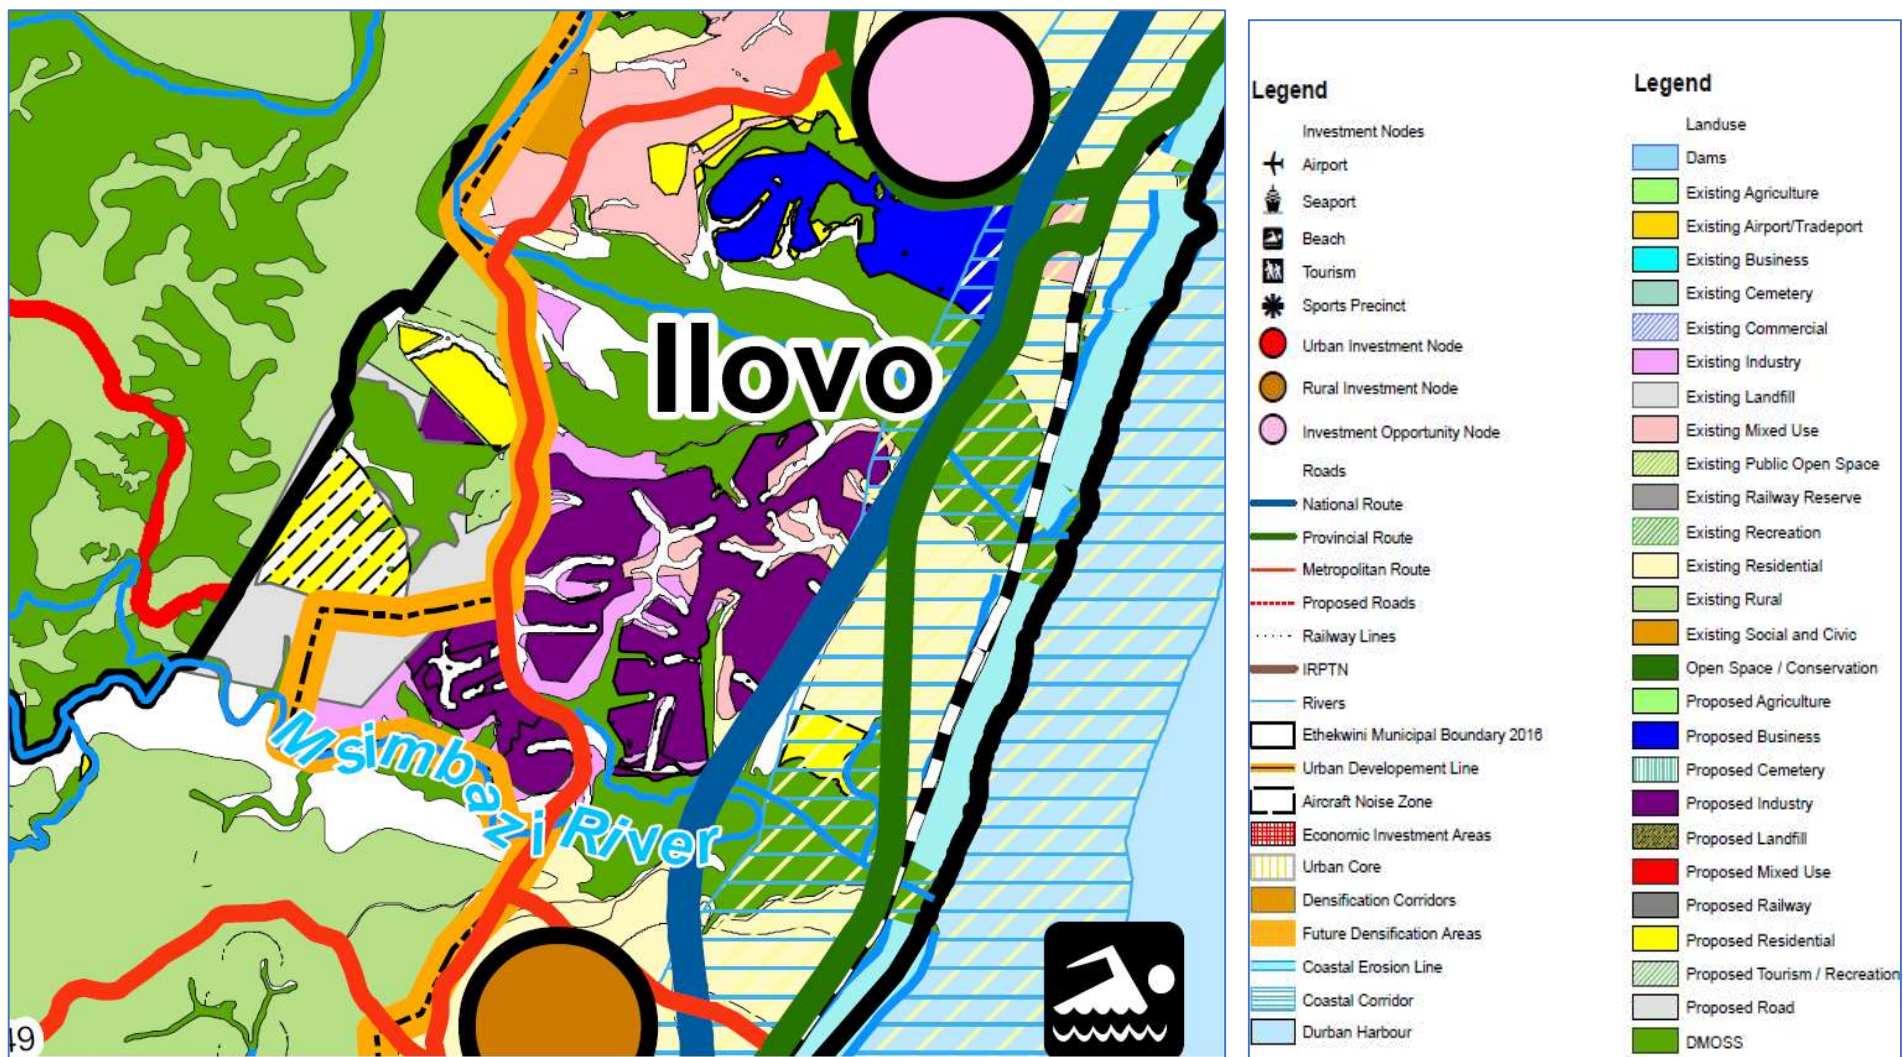 Ilovo
Msimbazi River
49
Legend
Investment Nodes
Airport
Seaport
Beach
Tourism
Sports Precinct
Urban Investment Node
Rural Investment Node
Investment Opportunity Node
Roads
National Route
Provincial Route
Metropolitan Route
Proposed Roads
Railway Lines
IRPTN
Rivers
Ethekwini Municipal Boundary 2016
Urban Developement Line
Aircraft Noise Zone
Economic Investment Areas
Urban Core
Densification Corridors
Future Densification Areas
Coastal Erosion Line
Coastal Corridor
Durban Harbour
Legend
Landuse
Dams
Existing Agriculture
Existing Airport/Tradeport
Existing Business
Existing Cemetery
Existing Commercial
Existing Industry
Existing Landfill
Existing Mixed Use
Existing Public Open Space
Existing Railway Reserve
Existing Recreation
Existing Residential
Existing Rural
Existing Social and Civic
Open Space / Conservation
Proposed Agriculture
Proposed Business
Proposed Cemetery
Proposed Industry
Proposed Landfill
Proposed Mixed Use
Proposed Railway
Proposed Residential
Proposed Tourism / Recreation
Proposed Road
DMOSS